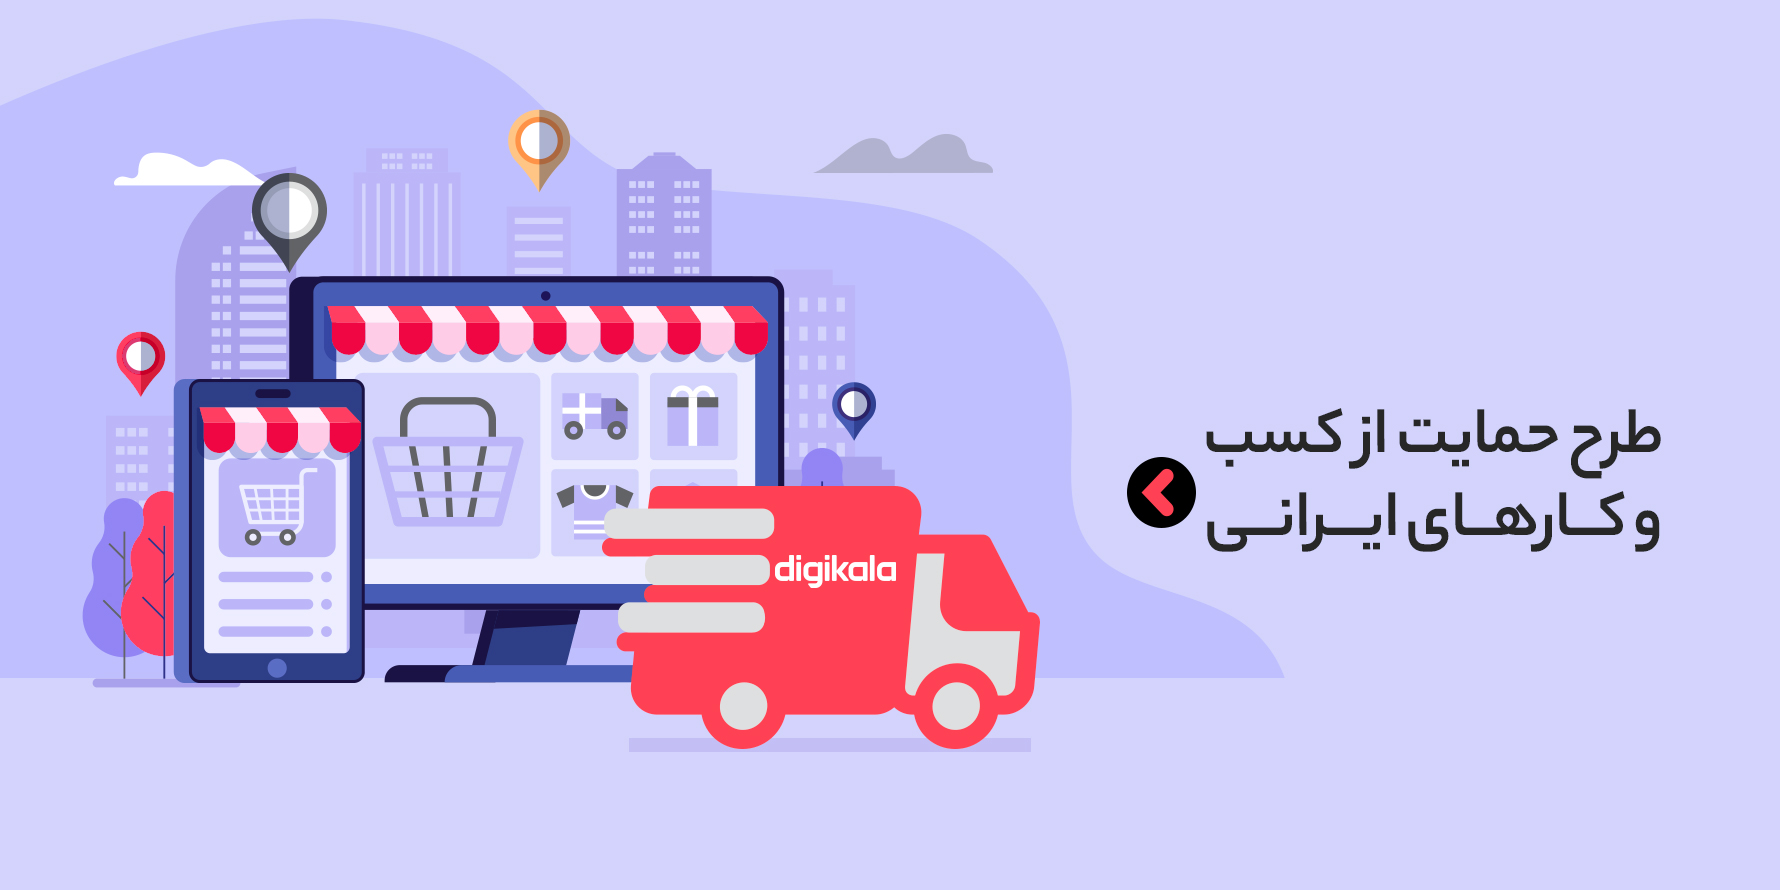 طرح حمایت از کسب
و کـارهـای ایـرانـی
digikala